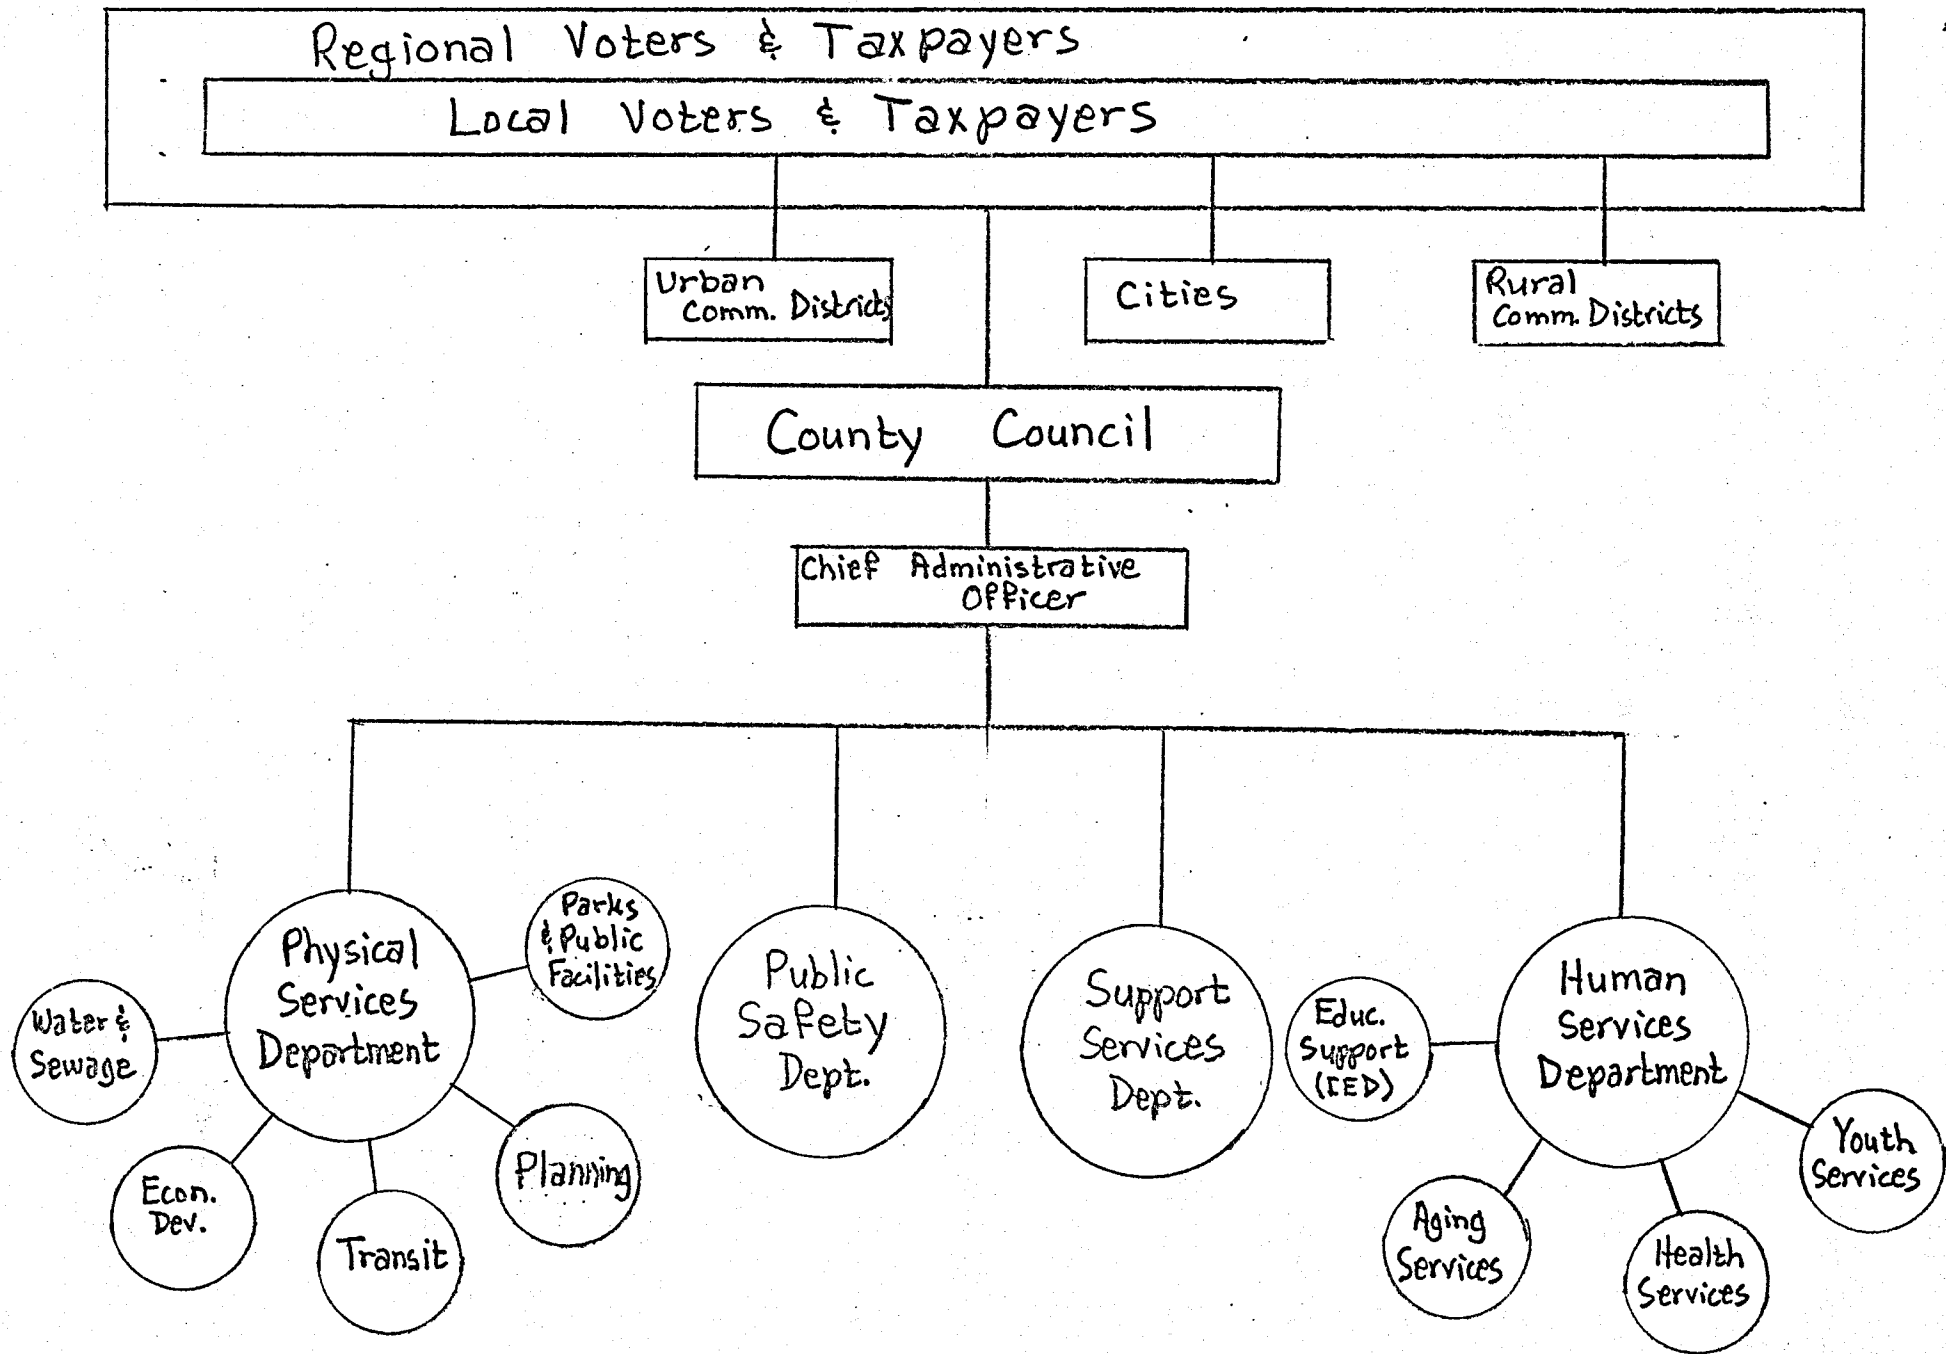 Regional Voters & Taxpayers
Local Voters & Taxpayers
Urban
Comm. Districts
Cities
Rural
Comm. Districts
County Council
Chief Administrative
Officer
Physical
Services
Department
Parks
& Public
Facilities
Water &
Sewage
Econ.
Dev.
Transit
Planning
Public
Safety
Dept.
Support
Services
Dept.
Human
Services
Department
Educ.
Support
(IED)
Aging
Services
Health
Services
Youth
Services